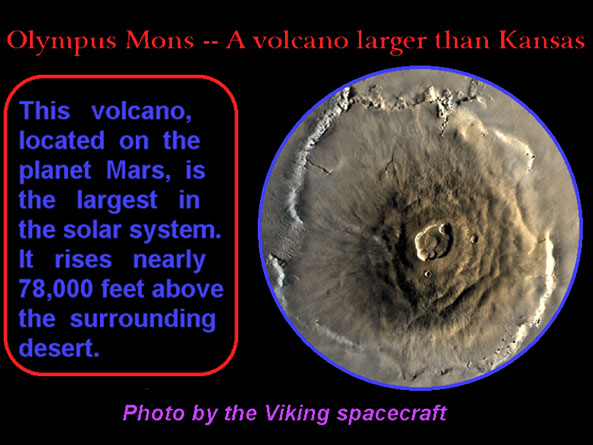 Olympus Mons -- A volcano larger than Kansas
This volcano,
located on the
planet Mars, is
the largest in
the solar system.
It rises nearly
78,000 feet above
the surrounding
desert.
Photo by the Viking spacecraft